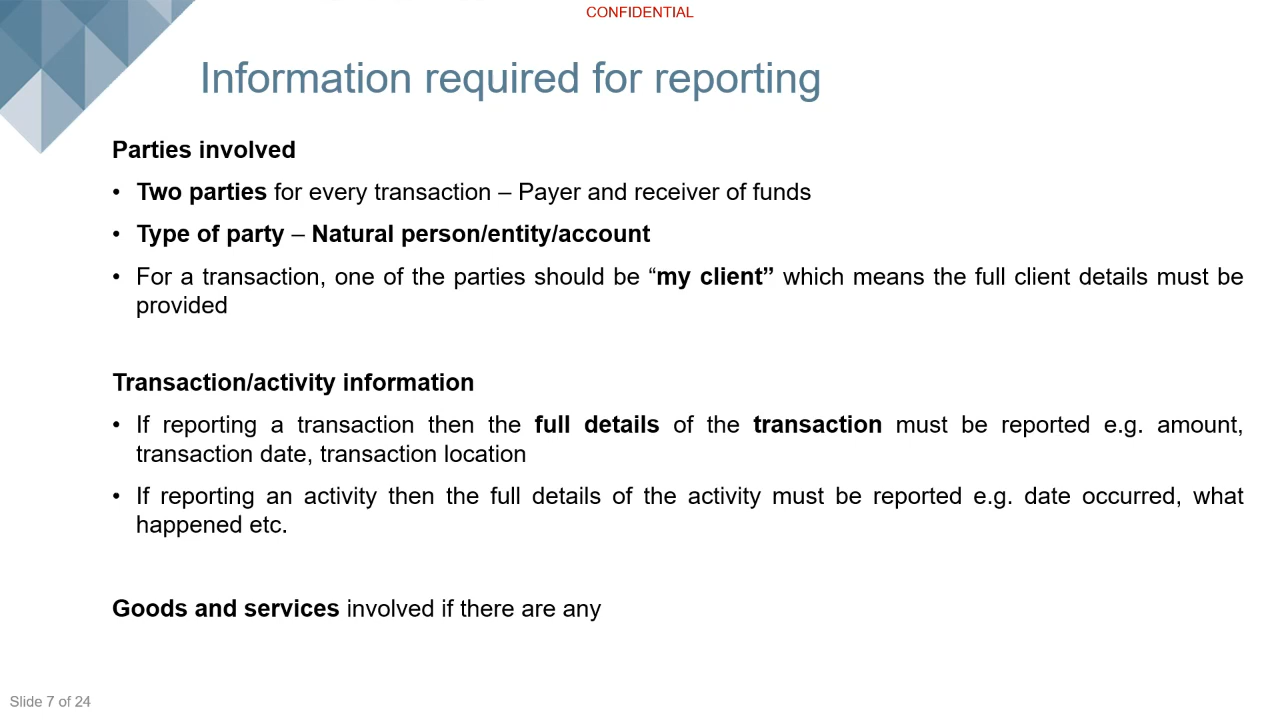 CONFIDENTIAL
Information required for reporting
Parties involved
• Two parties for every transaction – Payer and receiver of funds
• Type of party – Natural person/entity/account
• For a transaction, one of the parties should be “my client” which means the full client details must be
provided
Transaction/activity information
• If reporting a transaction then the full details of the transaction must be reported e.g. amount,
transaction date, transaction location
• If reporting an activity then the full details of the activity must be reported e.g. date occurred, what
happened etc.
Goods and services involved if there are any
Slide 7 of 24